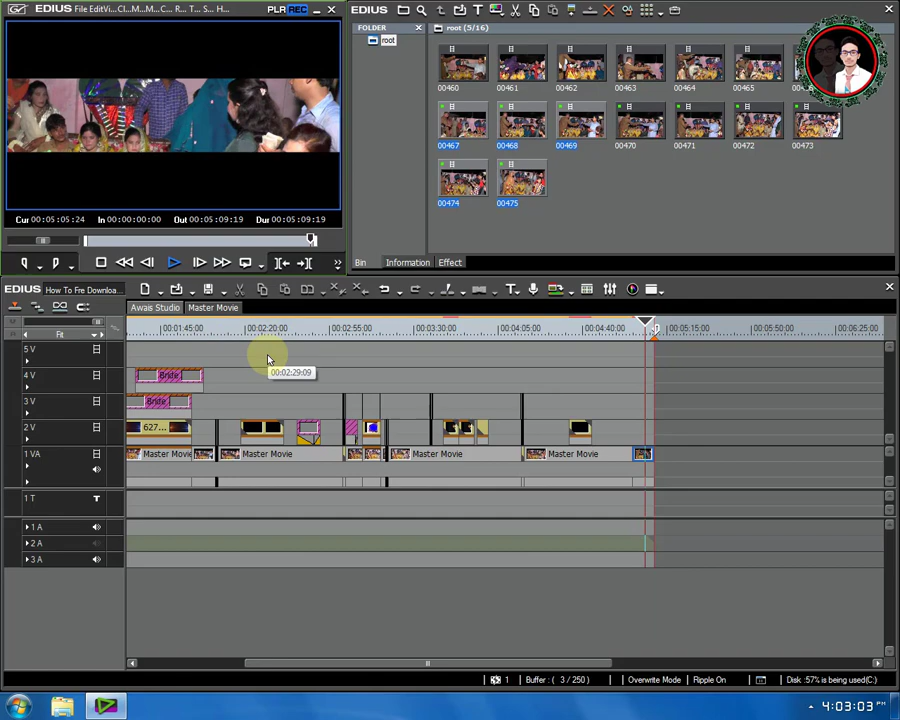 EDIUS File EditVi...Cl...M...C... R... T... S... H...
PLR REC
Cur 00:05:05:24 In 00:00:00:00 Out 00:05:09:19 Dur 00:05:09:19
EDIUS
FOLDER
root
root (5/16)
00460 00461 00462 00463 00464 00465
00467 00468 00469 00470 00471 00472 00473
00474 00475
Bin Information Effect
EDIUS How To Fre Downloa...
Awais Studio Master Movie
Fit
00:01:45:00 00:02:20:00 00:02:55:00 00:03:30:00 00:04:05:00 00:04:40:00 00:05:15:00 00:05:50:00 00:06:25:00
5 V
00:02:29:09
4 V Bride
3 V Bride
2 V 627...
1 VA Master Movie Master Movie Master Movie Master Movie
1 T T
1 A
2 A
3 A
1 Buffer : ( 3 / 250 ) Overwrite Mode Ripple On Disk :57% is being used(C:)
4:03:03 PM